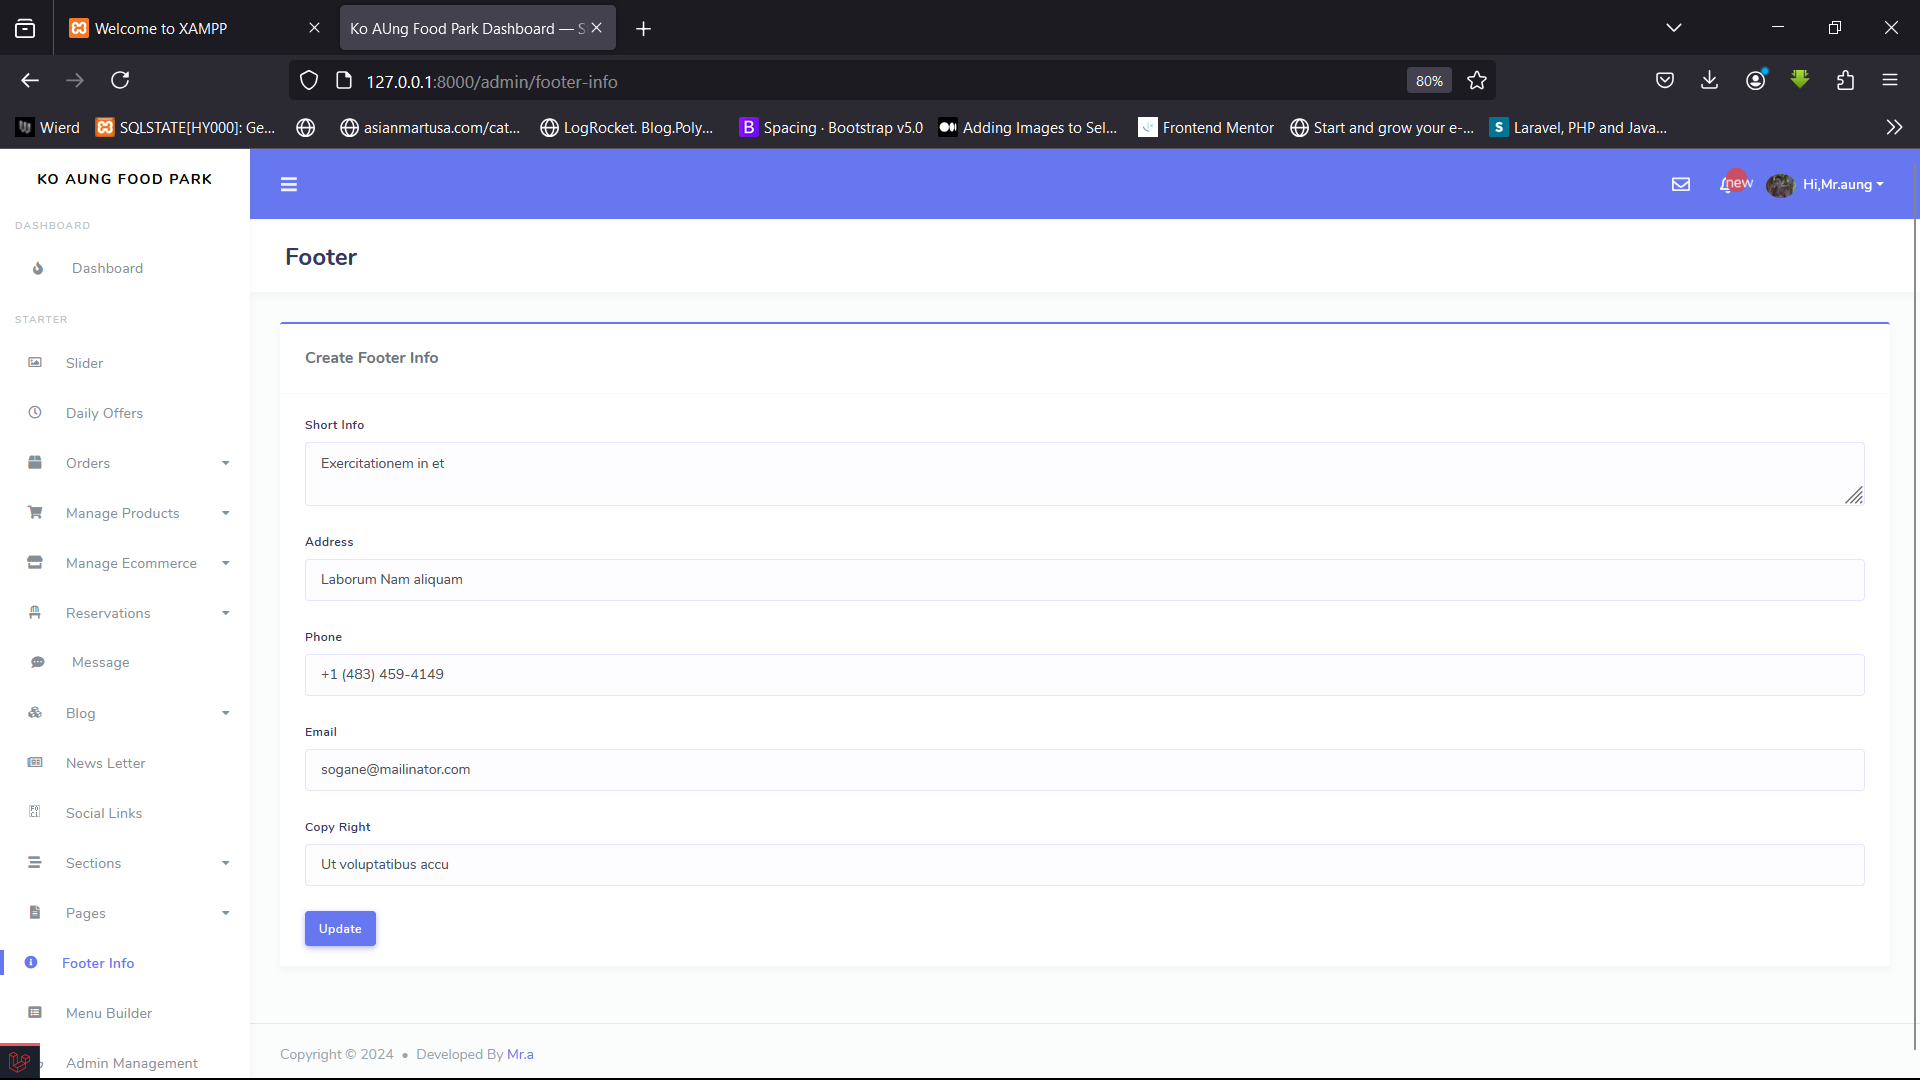 Welcome to XAMPP
Ko AUng Food Park Dashboard — S
127.0.0.1:8000/admin/footer-info
80%
Wierd
SQLSTATE[HY000]: Ge...
asianmartusa.com/cat...
LogRocket. Blog.Poly...
B Spacing · Bootstrap v5.0
Adding Images to Sel...
Frontend Mentor
Start and grow your e-...
S Laravel, PHP and Java...
KO AUNG FOOD PARK
new
Hi,Mr.aung
DASHBOARD
Dashboard
STARTER
Slider
Daily Offers
Orders
Manage Products
Manage Ecommerce
Reservations
Message
Blog
News Letter
Social Links
Sections
Pages
Footer Info
Menu Builder
Admin Management
Footer
Create Footer Info
Short Info
Exercitationem in et
Address
Laborum Nam aliquam
Phone
+1 (483) 459-4149
Email
sogane@mailinator.com
Copy Right
Ut voluptatibus accu
Update
Copyright © 2024 • Developed By Mr.a